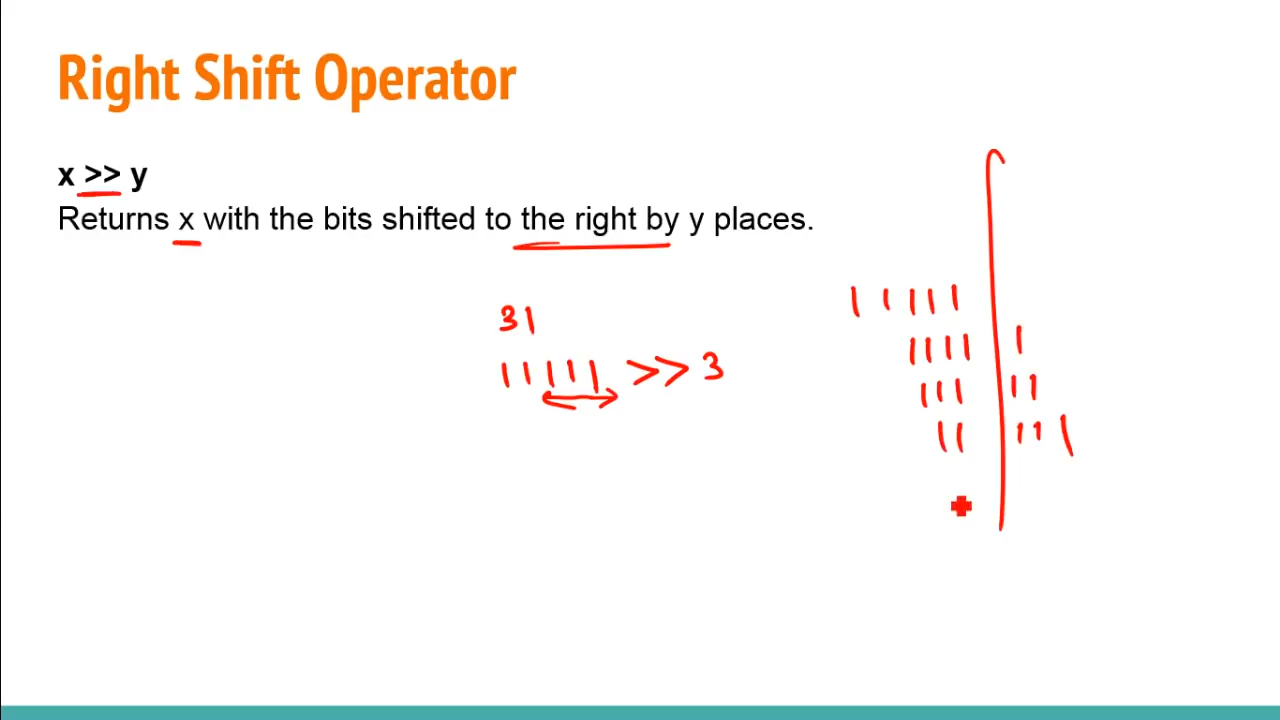 Right Shift Operator
x >> y
Returns x with the bits shifted to the right by y places.
31
11111 >> 3
11111
1111 1
111 11
11 111